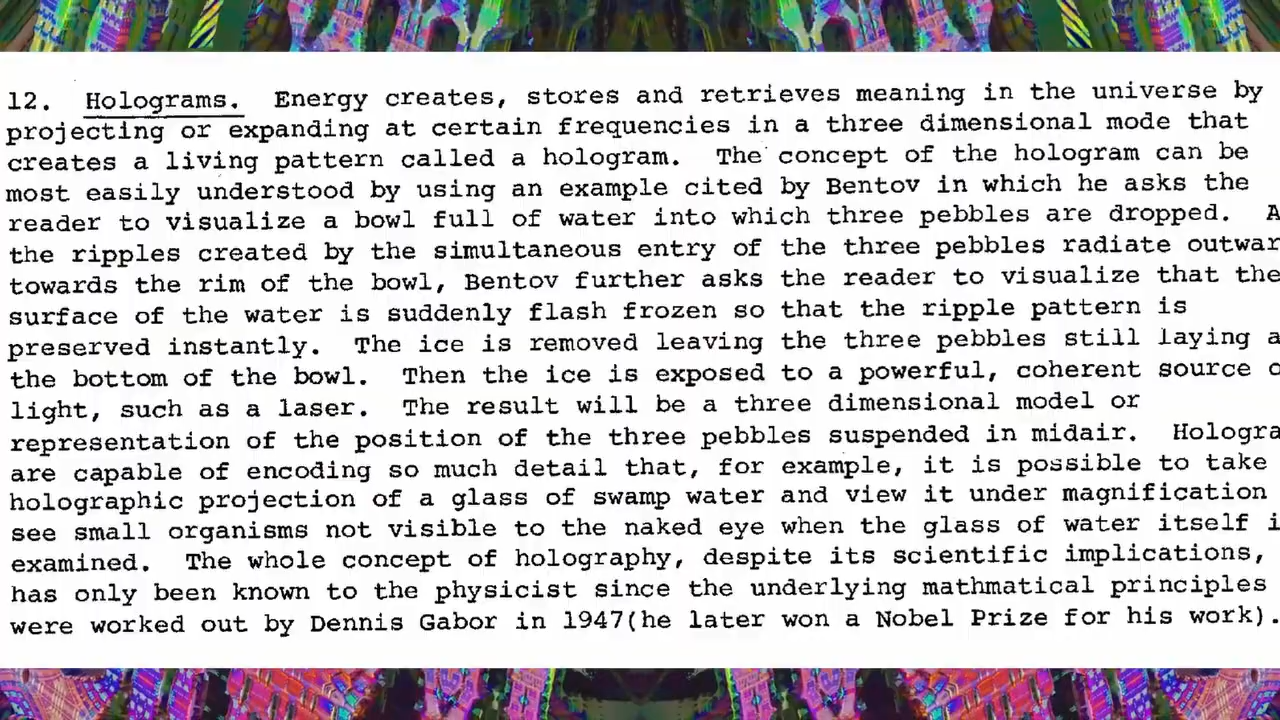 12. Holograms. Energy creates, stores and retrieves meaning in the universe by
projecting or expanding at certain frequencies in a three dimensional mode that
creates a living pattern called a hologram. The concept of the hologram can be
most easily understood by using an example cited by Bentov in which he asks the
reader to visualize a bowl full of water into which three pebbles are dropped. A
the ripples created by the simultaneous entry of the three pebbles radiate outwar
towards the rim of the bowl, Bentov further asks the reader to visualize that the
surface of the water is suddenly flash frozen so that the ripple pattern is
preserved instantly. The ice is removed leaving the three pebbles still laying a
the bottom of the bowl. Then the ice is exposed to a powerful, coherent source o
light, such as a laser. The result will be a three dimensional model or
representation of the position of the three pebbles suspended in midair. Hologra
are capable of encoding so much detail that, for example, it is possible to take
holographic projection of a glass of swamp water and view it under magnification
see small organisms not visible to the naked eye when the glass of water itself i
examined. The whole concept of holography, despite its scientific implications,
has only been known to the physicist since the underlying mathmatical principles
were worked out by Dennis Gabor in 1947(he later won a Nobel Prize for his work).